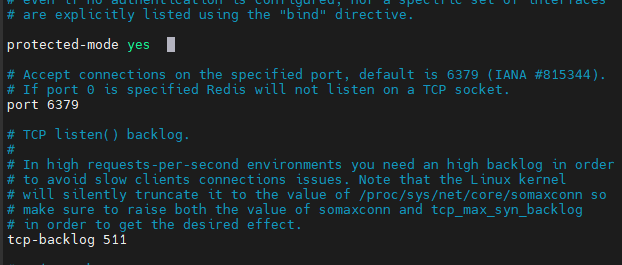 # even if no authentication is configured, nor a specific set of interfaces
# are explicitly listed using the "bind" directive.
protected-mode yes
# Accept connections on the specified port, default is 6379 (IANA #815344).
# If port 0 is specified Redis will not listen on a TCP socket.
port 6379
# TCP listen() backlog.
#
# In high requests-per-second environments you need an high backlog in order
# to avoid slow clients connections issues. Note that the Linux kernel
# will silently truncate it to the value of /proc/sys/net/core/somaxconn so
# make sure to raise both the value of somaxconn and tcp_max_syn_backlog
# in order to get the desired effect.
tcp-backlog 511